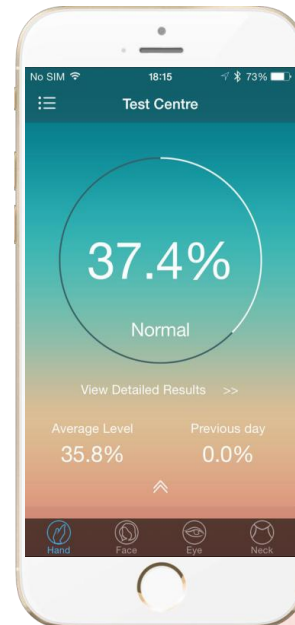 No SIM 18:15 73%
Test Centre
37.4%
Normal
View Detailed Results >>
Average Level Previous day
35.8% 0.0%
Hand Face Eye Neck